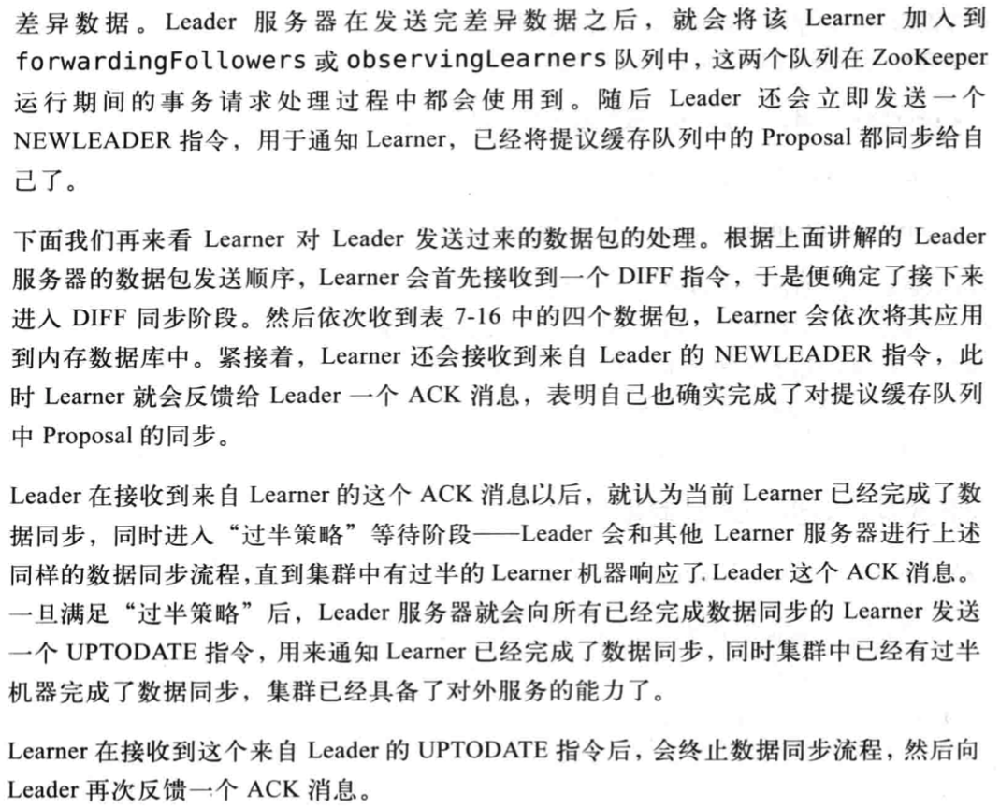 差异数据。Leader 服务器在发送完差异数据之后，就会将该 Learner 加入到
forwardingFollowers 或 observingLearners 队列中，这两个队列在 ZooKeeper
运行期间的事务请求处理过程中都会使用到。随后 Leader 还会立即发送一个
NEWLEADER 指令，用于通知 Learner，已经将提议缓存队列中的 Proposal 都同步给自
己了。
下面我们再来看 Learner 对 Leader 发送过来的数据包的处理。根据上面讲解的 Leader
服务器的数据包发送顺序，Learner 会首先接收到一个 DIFF 指令，于是便确定了接下来
进入 DIFF 同步阶段。然后依次收到表 7-16 中的四个数据包，Learner 会依次将其应用
到内存数据库中。紧接着，Learner 还会接收到来自 Leader 的 NEWLEADER 指令，此
时 Learner 就会反馈给 Leader 一个 ACK 消息，表明自己也确实完成了对提议缓存队列
中 Proposal 的同步。
Leader 在接收到来自 Learner 的这个 ACK 消息以后，就认为当前 Learner 已经完成了数
据同步，同时进入“过半策略”等待阶段——Leader 会和其他 Learner 服务器进行上述
同样的数据同步流程，直到集群中有过半的 Learner 机器响应了 Leader 这个 ACK 消息。
一旦满足“过半策略”后，Leader 服务器就会向所有已经完成数据同步的 Learner 发送
一个 UPTODATE 指令，用来通知 Learner 已经完成了数据同步，同时集群中已经有过半
机器完成了数据同步，集群已经具备了对外服务的能力了。
Learner 在接收到这个来自 Leader 的 UPTODATE 指令后，会终止数据同步流程，然后向
Leader 再次反馈一个 ACK 消息。